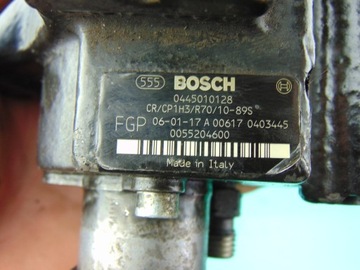 555 BOSCH
0445010128
CR/CP1H3/R70/10-89S
FGP 06-01-17 A 00617 0403445
0055204600
Made in Italy